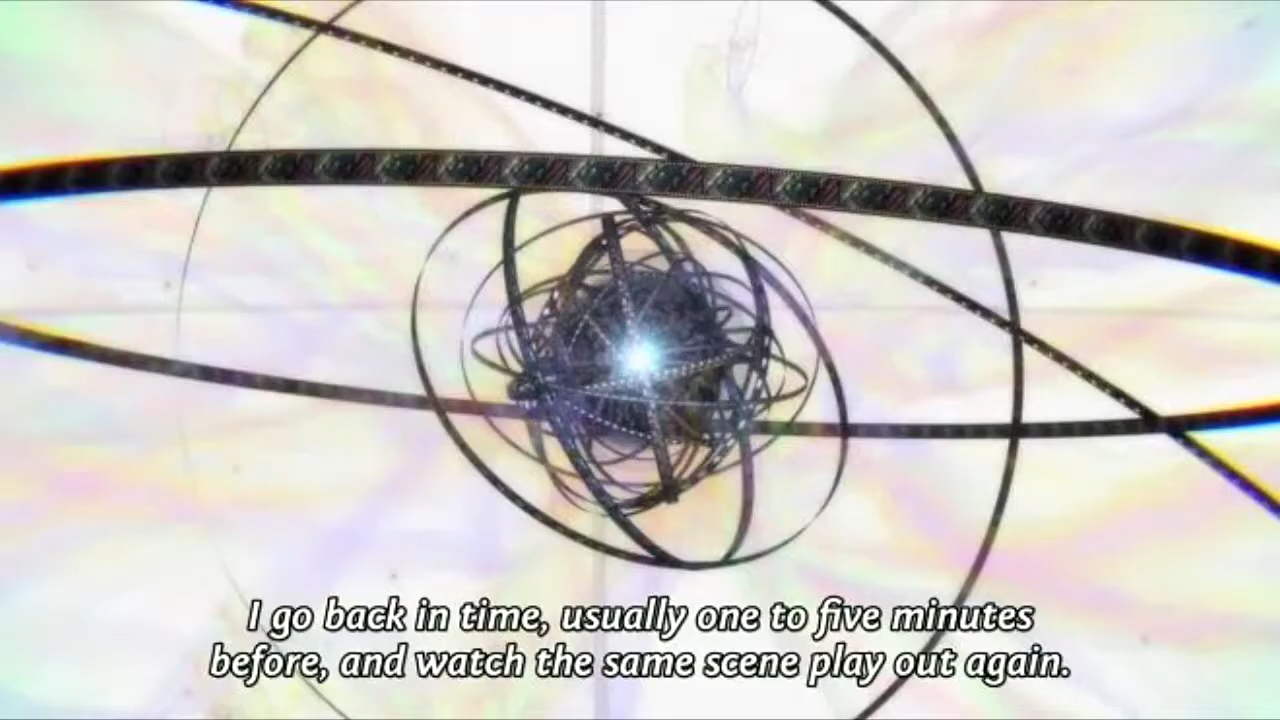 I go back in time, usually one to five minutes
before, and watch the same scene play out again.